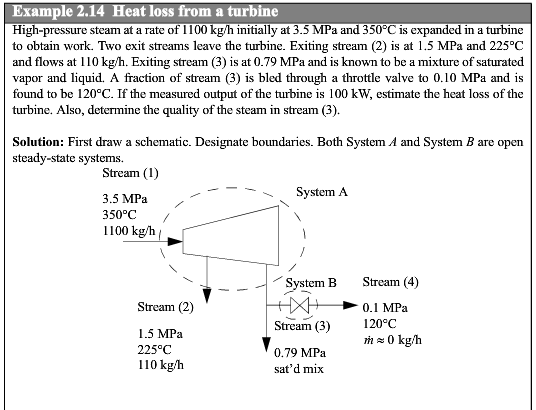 Example 2.14 Heat loss from a turbine
High-pressure steam at a rate of 1100 kg/h initially at 3.5 MPa and 350°C is expanded in a turbine
to obtain work. Two exit streams leave the turbine. Exiting stream (2) is at 1.5 MPa and 225°C
and flows at 110 kg/h. Exiting stream (3) is at 0.79 MPa and is known to be a mixture of saturated
vapor and liquid. A fraction of stream (3) is bled through a throttle valve to 0.10 MPa and is
found to be 120°C. If the measured output of the turbine is 100 kW, estimate the heat loss of the
turbine. Also, determine the quality of the steam in stream (3).
Solution: First draw a schematic. Designate boundaries. Both System A and System B are open
steady-state systems.
Stream (1)
3.5 MPa
350°C
1100 kg/h
System A
System B
Stream (4)
0.1 MPa
120°C
ṁ ≈ 0 kg/h
Stream (2)
1.5 MPa
225°C
110 kg/h
Stream (3)
0.79 MPa
sat'd mix